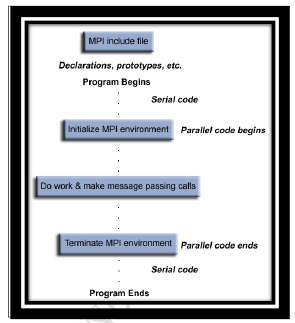 MPI include file
Declarations, prototypes, etc.
Program Begins
Serial code
Initialize MPI environment Parallel code begins
Do work & make message passing calls
Terminate MPI environment Parallel code ends
Serial code
Program Ends